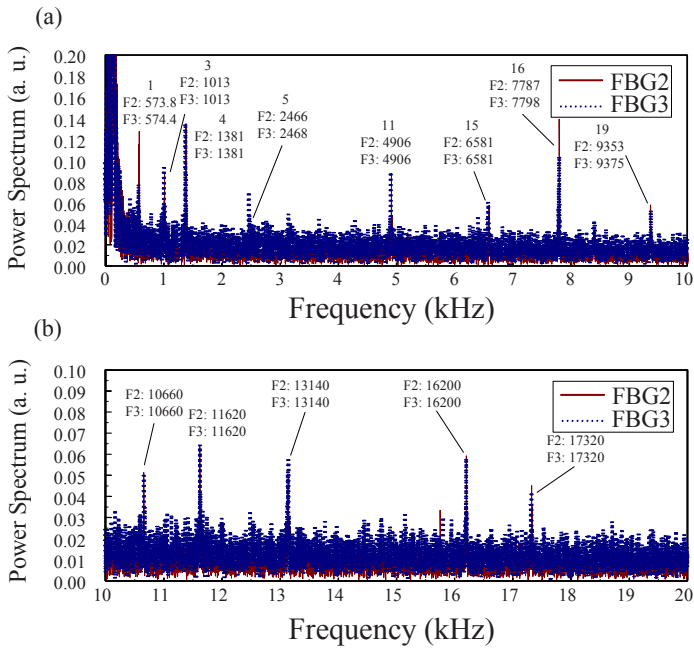 (a)
Power Spectrum (a. u.)
0.20
0.18
0.16
0.14
0.12
0.10
0.08
0.06
0.04
0.02
0.00
1
F2: 573.8
F3: 574.4
3
F2: 1013
F3: 1013
4
F2: 1381
F3: 1381
5
F2: 2466
F3: 2468
11
F2: 4906
F3: 4906
15
F2: 6581
F3: 6581
16
F2: 7787
F3: 7798
19
F2: 9353
F3: 9375
FBG2
FBG3
0 1 2 3 4 5 6 7 8 9 10
Frequency (kHz)
(b)
Power Spectrum (a. u.)
0.10
0.09
0.08
0.07
0.06
0.05
0.04
0.03
0.02
0.01
0.00
F2: 10660
F3: 10660
F2: 11620
F3: 11620
F2: 13140
F3: 13140
F2: 16200
F3: 16200
F2: 17320
F3: 17320
FBG2
FBG3
10 11 12 13 14 15 16 17 18 19 20
Frequency (kHz)